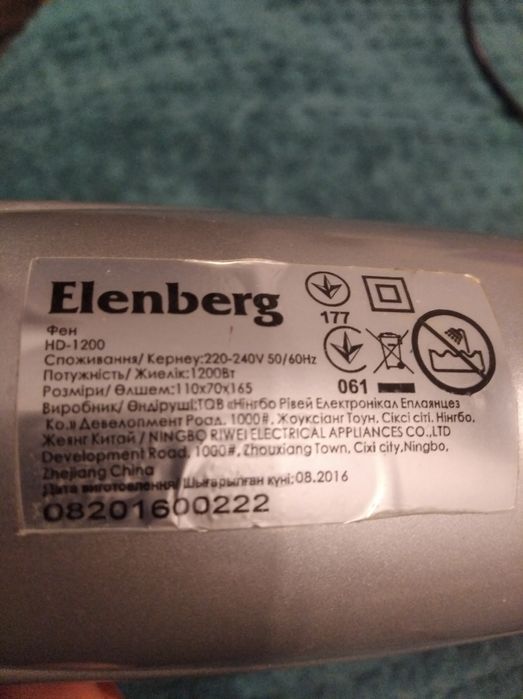 Elenberg
177
061
Фен
HD-1200
Споживання/ Кернеу:220-240V 50/60Hz
Потужність/ Жиелік:1200Вт
Розміри/ Өлшем:110х70х165
Виробник/ Өндіруші:ТОВ «Нінгбо Рівей Електронікал Еплаянцез
Ко.» Девелопмент Роад. 1000#, Жоуксіанг Тоун, Сіксі сіті. Нінгбо,
Жеянг Китай / NINGBO RIWEI ELECTRICAL APPLIANCES CO.,LTD
Development Road, 1000#, Zhouxiang Town, Cixi city,Ningbo,
Zhejiang China
Дата виготовлення/ Шығарылған күні:08.2016
08201600222